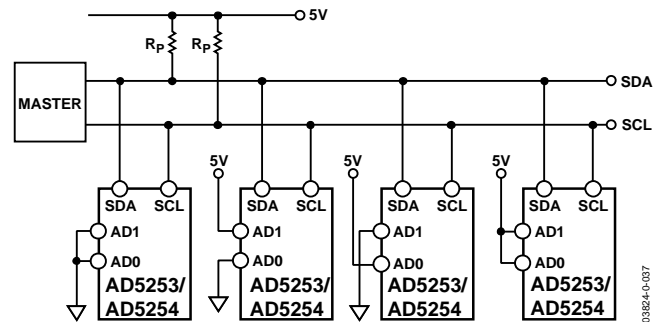 5V
RP RP
SDA
MASTER
SCL
5V 5V 5V
SDA SCL SDA SCL SDA SCL SDA SCL
AD1 AD1 AD1 AD1
AD0 AD0 AD0 AD0
AD5253/ AD5253/ AD5253/ AD5253/
AD5254 AD5254 AD5254 AD5254
03824-0-037